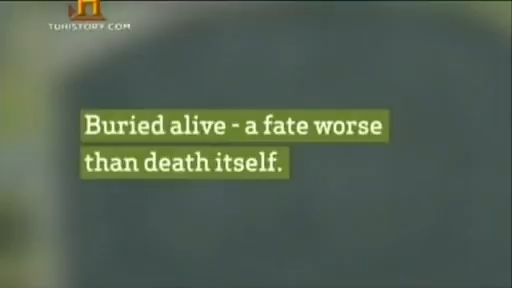 H
TUHISTORY.COM
Buried alive - a fate worse
than death itself.